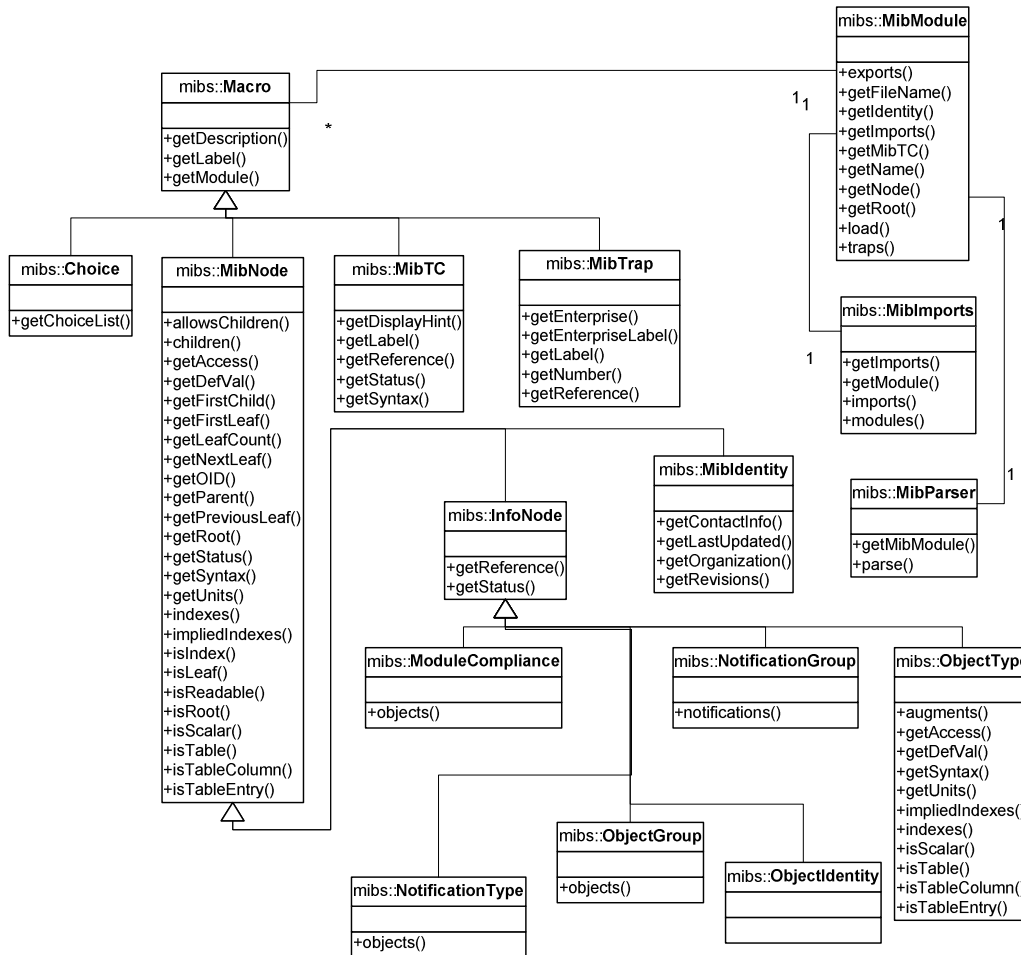 mibs::MibModule
+exports()
+getFileName()
+getIdentity()
+getImports()
+getMibTC()
+getName()
+getNode()
+getRoot()
+load()
+traps()
mibs::Macro
+getDescription()
+getLabel()
+getModule()
*
1
1
1
1
1
mibs::Choice
+getChoiceList()
mibs::MibNode
+allowsChildren()
+children()
+getAccess()
+getDefVal()
+getFirstChild()
+getFirstLeaf()
+getLeafCount()
+getNextLeaf()
+getOID()
+getParent()
+getPreviousLeaf()
+getRoot()
+getStatus()
+getSyntax()
+getUnits()
+indexes()
+impliedIndexes()
+isIndex()
+isLeaf()
+isReadable()
+isRoot()
+isScalar()
+isTable()
+isTableColumn()
+isTableEntry()
mibs::MibTC
+getDisplayHint()
+getLabel()
+getReference()
+getStatus()
+getSyntax()
mibs::MibTrap
+getEnterprise()
+getEnterpriseLabel()
+getLabel()
+getNumber()
+getReference()
mibs::MibImports
+getImports()
+getModule()
+imports()
+modules()
mibs::MibIdentity
+getContactInfo()
+getLastUpdated()
+getOrganization()
+getRevisions()
mibs::MibParser
+getMibModule()
+parse()
1
mibs::InfoNode
+getReference()
+getStatus()
mibs::ModuleCompliance
+objects()
mibs::NotificationGroup
+notifications()
mibs::ObjectType
+augments()
+getAccess()
+getDefVal()
+getSyntax()
+getUnits()
+impliedIndexes()
+indexes()
+isScalar()
+isTable()
+isTableColumn()
+isTableEntry()
mibs::ObjectGroup
+objects()
mibs::ObjectIdentity
mibs::NotificationType
+objects()